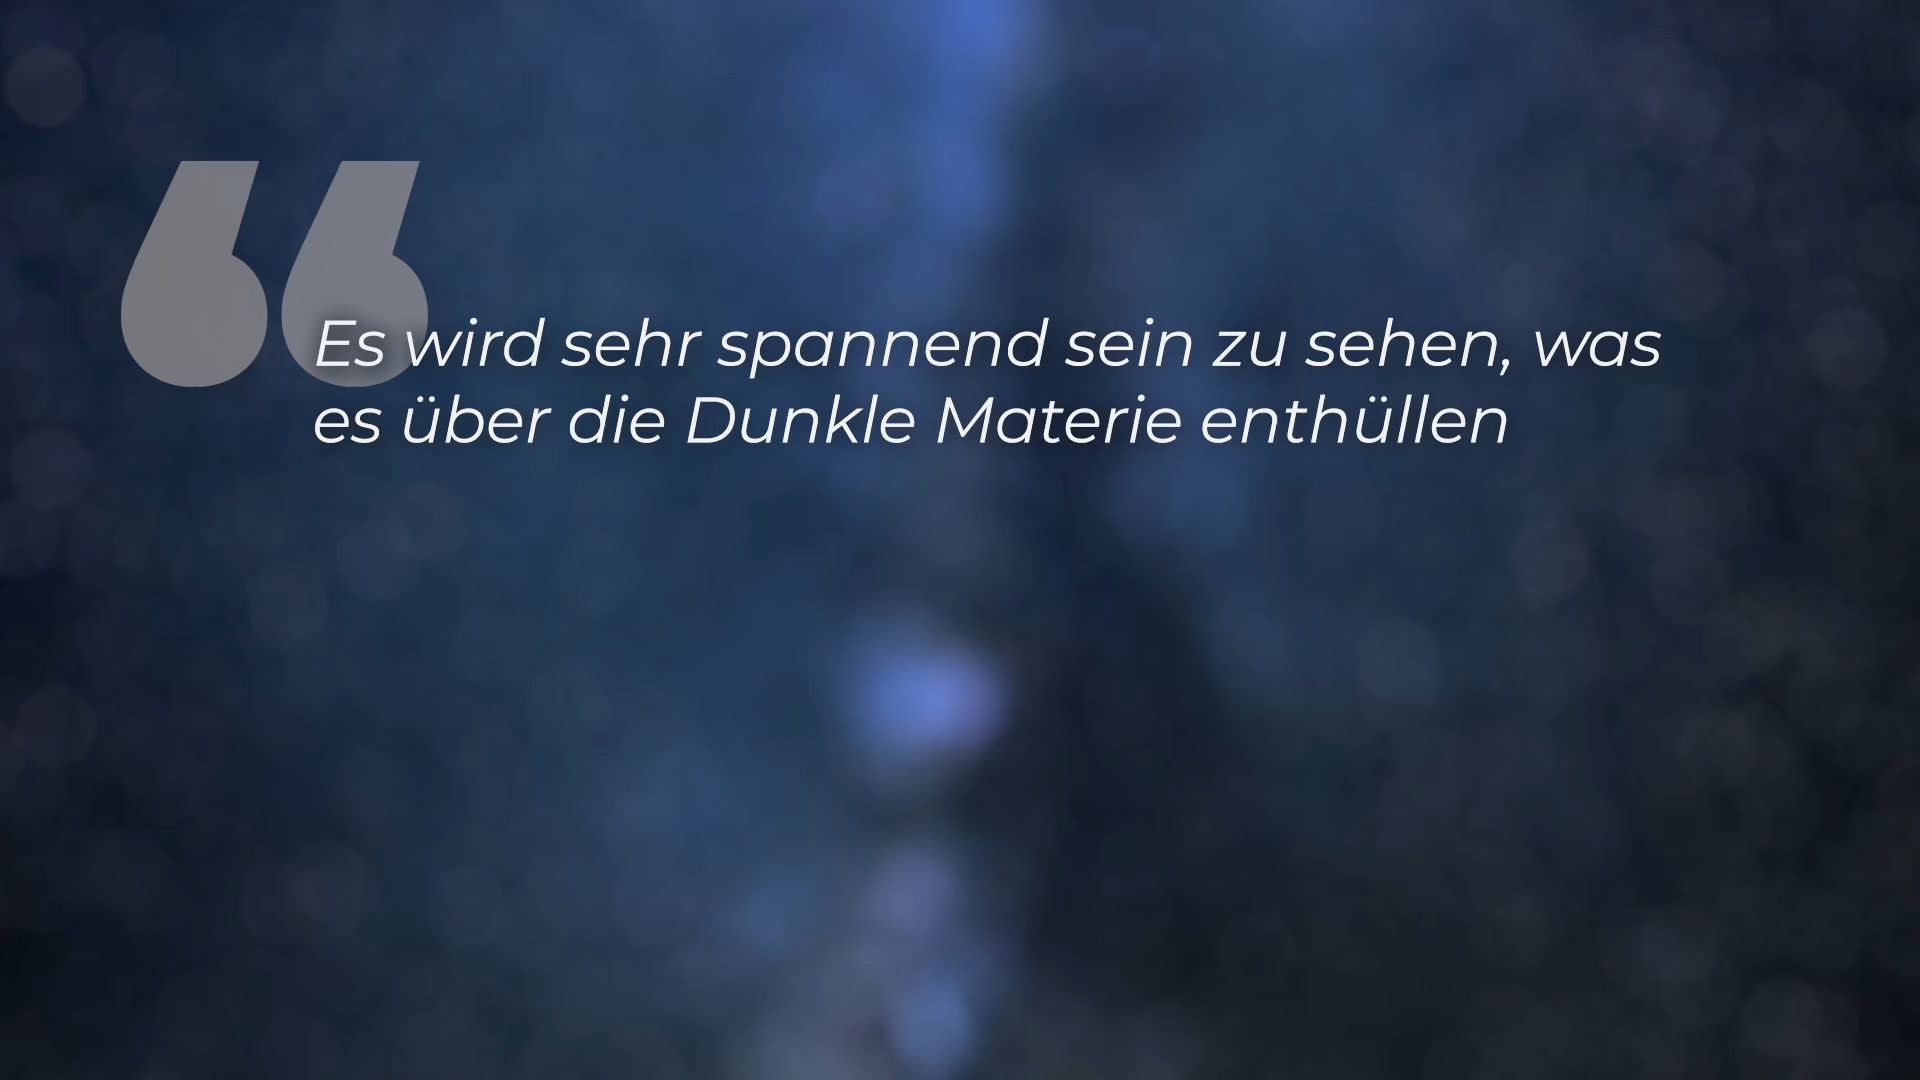 “Es wird sehr spannend sein zu sehen, was
es über die Dunkle Materie enthüllen